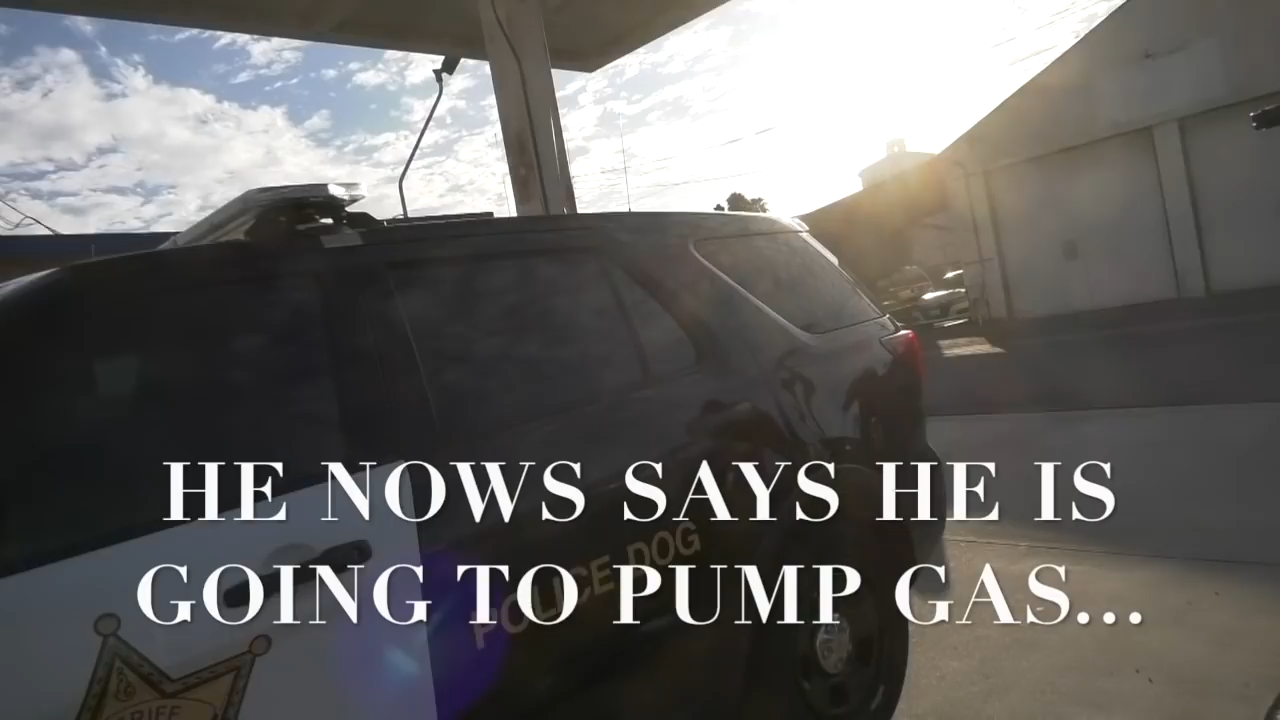 HE NOWS SAYS HE IS
GOING TO PUMP GAS...
POLICE DOG